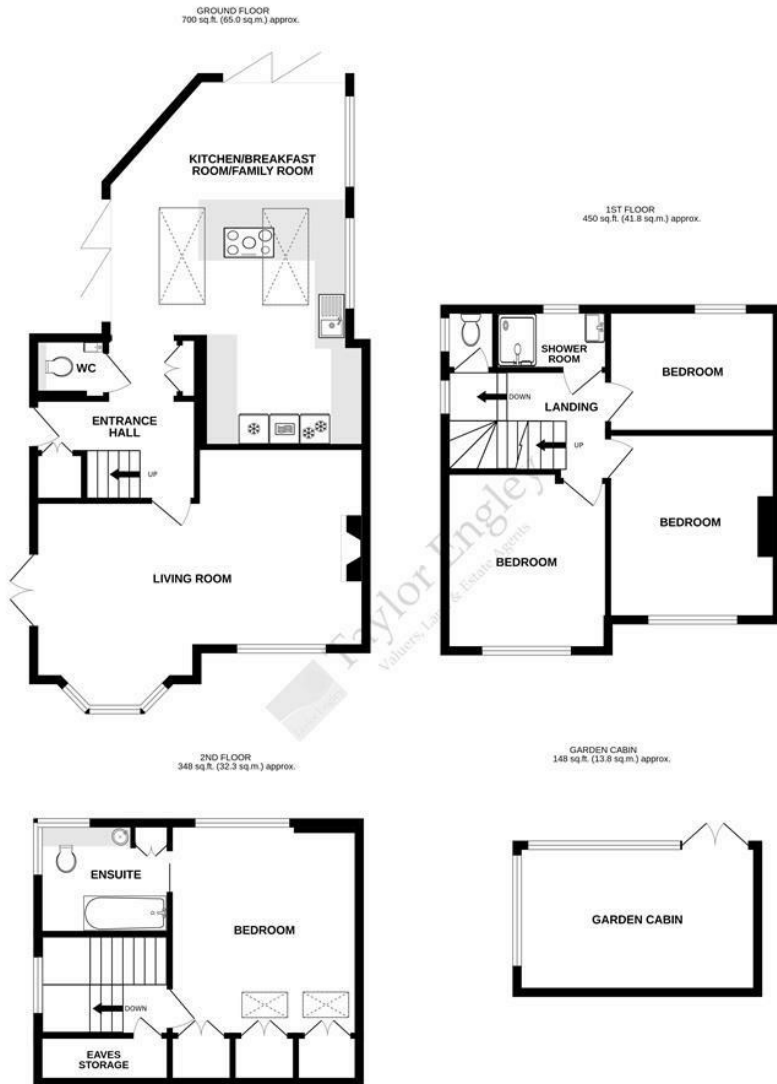 GROUND FLOOR
700 sq.ft. (65.0 sq.m.) approx.
KITCHEN/BREAKFAST
ROOM/FAMILY ROOM
WC
ENTRANCE
HALL
UP
LIVING ROOM
1ST FLOOR
450 sq.ft. (41.8 sq.m.) approx.
SHOWER
ROOM
BEDROOM
DOWN
LANDING
UP
BEDROOM
BEDROOM
Taylor Engley
Valuers, Land & Estate Agents
2ND FLOOR
348 sq.ft. (32.3 sq.m.) approx.
ENSUITE
BEDROOM
DOWN
EAVES
STORAGE
GARDEN CABIN
148 sq.ft. (13.8 sq.m.) approx.
GARDEN CABIN